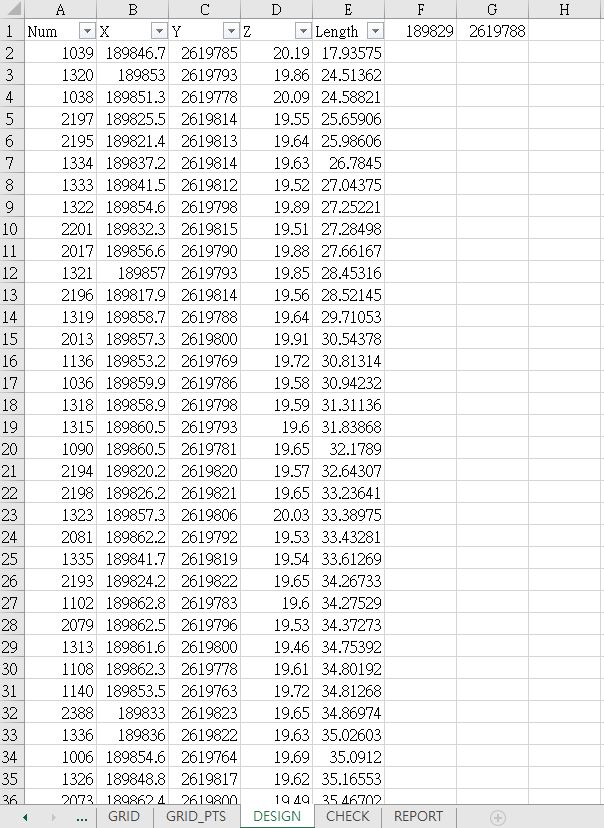 A B C D E F G H
1 Num X Y Z Length 189829 2619788
2 1039 189846.7 2619785 20.19 17.93575
3 1320 189853 2619793 19.86 24.51362
4 1038 189851.3 2619778 20.09 24.58821
5 2197 189825.5 2619814 19.55 25.65906
6 2195 189821.4 2619813 19.64 25.98606
7 1334 189837.2 2619814 19.63 26.7845
8 1333 189841.5 2619812 19.52 27.04375
9 1322 189854.6 2619798 19.89 27.25221
10 2201 189832.3 2619815 19.51 27.28498
11 2017 189856.6 2619790 19.88 27.66167
12 1321 189857 2619793 19.85 28.45316
13 2196 189817.9 2619814 19.56 28.52145
14 1319 189858.7 2619788 19.64 29.71053
15 2013 189857.3 2619800 19.91 30.54378
16 1136 189853.2 2619769 19.72 30.81314
17 1036 189859.9 2619786 19.58 30.94232
18 1318 189858.9 2619798 19.59 31.31136
19 1315 189860.5 2619793 19.6 31.83868
20 1090 189860.5 2619781 19.65 32.1789
21 2194 189820.2 2619820 19.57 32.64307
22 2198 189826.2 2619821 19.65 33.23641
23 1323 189857.3 2619806 20.03 33.38975
24 2081 189862.2 2619792 19.53 33.43281
25 1335 189841.7 2619819 19.54 33.61269
26 2193 189824.2 2619822 19.65 34.26733
27 1102 189862.8 2619783 19.6 34.27529
28 2079 189862.5 2619796 19.53 34.37273
29 1313 189861.6 2619800 19.46 34.75392
30 1108 189862.3 2619778 19.61 34.80192
31 1140 189853.5 2619763 19.72 34.81268
32 2388 189833 2619823 19.65 34.86974
33 1336 189836 2619822 19.63 35.02603
34 1006 189854.6 2619764 19.69 35.0912
35 1326 189848.8 2619817 19.62 35.16553
36 2073 189862.4 2619800 19.49 35.46702
... GRID GRID_PTS DESIGN CHECK REPORT